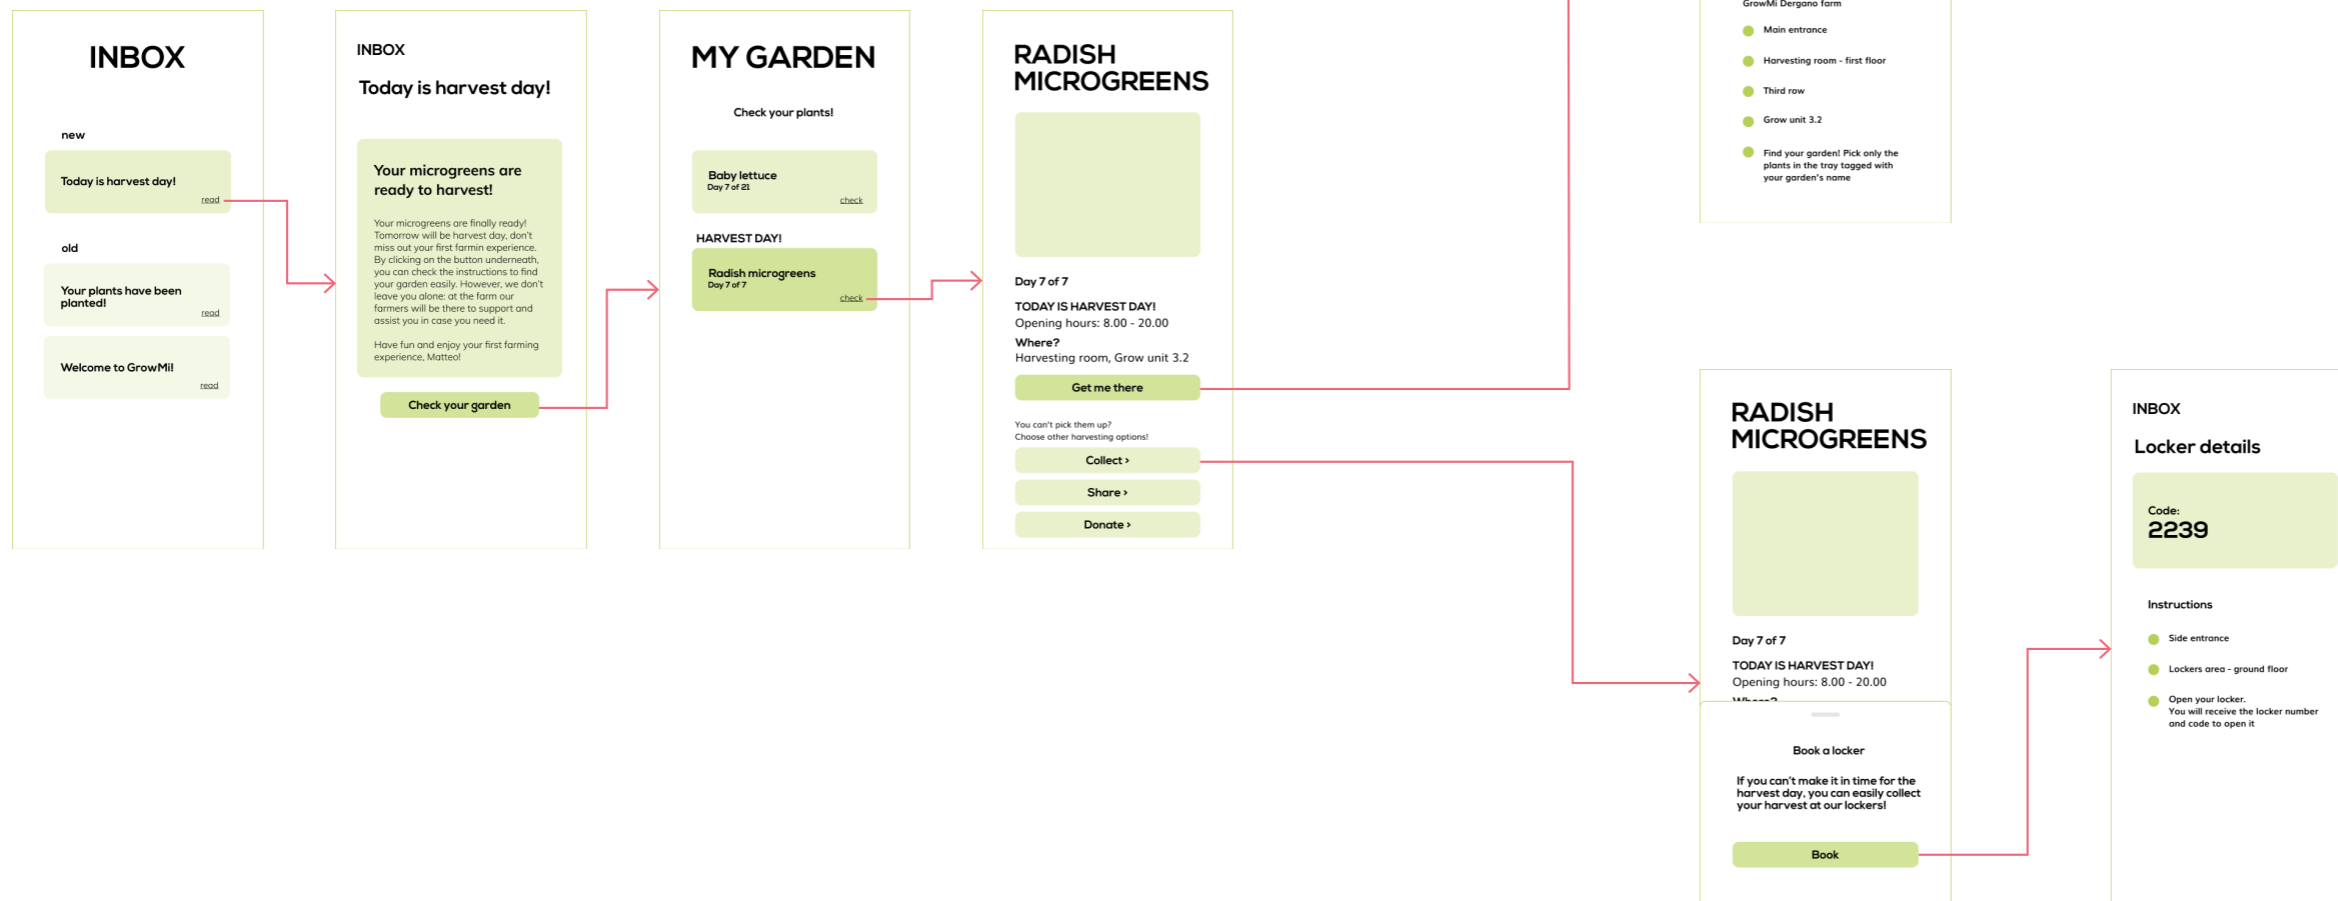 INBOX
new
Today is harvest day!
read
old
Your plants have been
planted!
read
Welcome to GrowMi!
read
INBOX
Today is harvest day!
Your microgreens are
ready to harvest!
Your microgreens are finally ready!
Tomorrow will be harvest day, don't
miss out your first farmin experience.
By clicking on the button underneath,
you can check the instructions to find
your garden easily. However, we don't
leave you alone: at the farm our
farmers will be there to support and
assist you in case you need it.
Have fun and enjoy your first farming
experience, Matteo!
Check your garden
MY GARDEN
Check your plants!
Baby lettuce
Day 7 of 21
check
HARVEST DAY!
Radish microgreens
Day 7 of 7
check
RADISH
MICROGREENS
Day 7 of 7
TODAY IS HARVEST DAY!
Opening hours: 8.00 - 20.00
Where?
Harvesting room, Grow unit 3.2
Get me there
You can't pick them up?
Choose other harvesting options!
Collect >
Share >
Donate >
GrowMi Dergano farm
Main entrance
Harvesting room - first floor
Third row
Grow unit 3.2
Find your garden! Pick only the
plants in the tray tagged with
your garden's name
RADISH
MICROGREENS
Day 7 of 7
TODAY IS HARVEST DAY!
Opening hours: 8.00 - 20.00
Where?
Book a locker
If you can't make it in time for the
harvest day, you can easily collect
your harvest at our lockers!
Book
INBOX
Locker details
Code:
2239
Instructions
Side entrance
Lockers area - ground floor
Open your locker.
You will receive the locker number
and code to open it